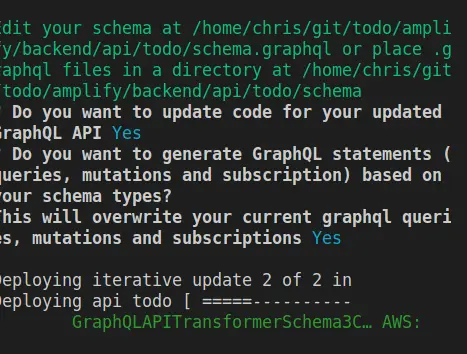 Edit your schema at /home/chris/git/todo/ampli
fy/backend/api/todo/schema.graphql or place .g
raphql files in a directory at /home/chris/git
/todo/amplify/backend/api/todo/schema
? Do you want to update code for your updated
GraphQL API Yes
? Do you want to generate GraphQL statements (
queries, mutations and subscription) based on
your schema types?
This will overwrite your current graphql queri
es, mutations and subscriptions Yes
Deploying iterative update 2 of 2 in
Deploying api todo [ =====----------
GraphQLAPITransformerSchema3C… AWS: